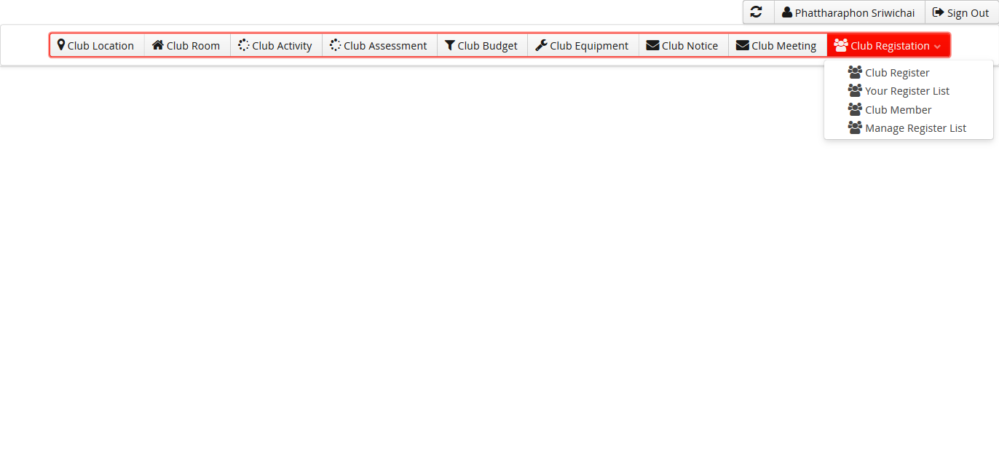 Phattharaphon Sriwichai Sign Out
Club Location Club Room Club Activity Club Assessment Club Budget Club Equipment Club Notice Club Meeting Club Registation
Club Register
Your Register List
Club Member
Manage Register List